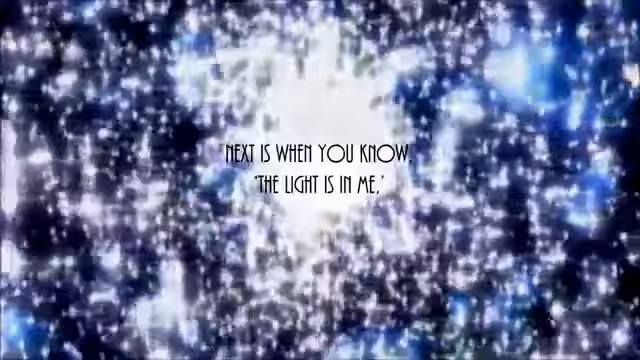 NEXT IS WHEN YOU KNOW,
"THE LIGHT IS IN ME,"